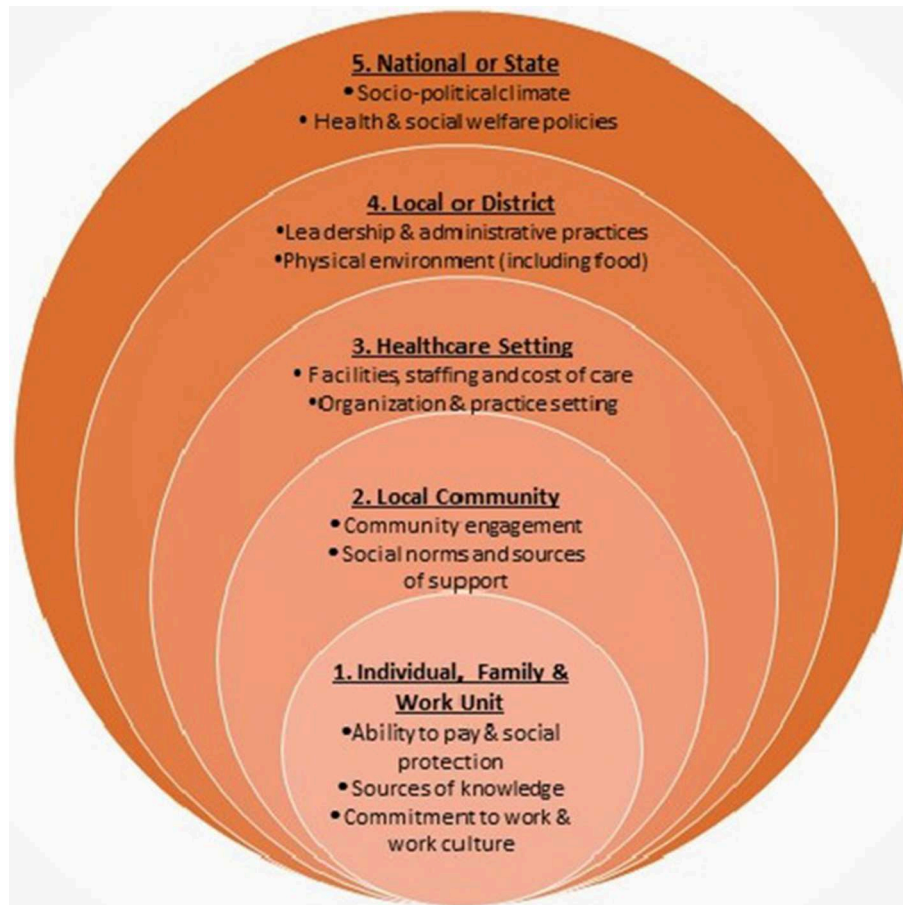 5. National or State
• Socio-political climate
• Health & social welfare policies
4. Local or District
•Leadership & administrative practices
•Physical environment (including food)
3. Healthcare Setting
• Facilities, staffing and cost of care
•Organization & practice setting
2. Local Community
• Community engagement
• Social norms and sources
of support
1. Individual, Family &
Work Unit
•Ability to pay & social
protection
• Sources of knowledge
• Commitment to work &
work culture